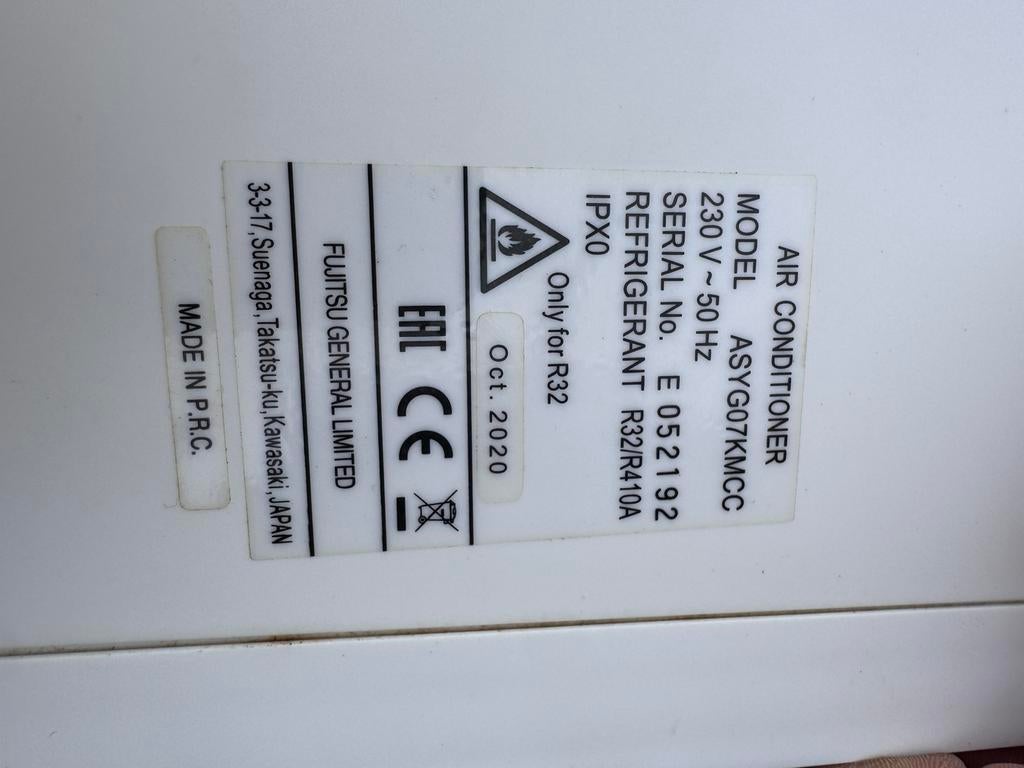 AIR CONDITIONER
MODEL ASYG07KMCC
230 V ~ 50 Hz
SERIAL No. E 052192
REFRIGERANT R32/R410A
IPX0
Only for R32
Oct. 2020
EAC CE
FUJITSU GENERAL LIMITED
3-3-17, Suenaga, Takatsu-ku, Kawasaki, JAPAN
MADE IN P.R.C.